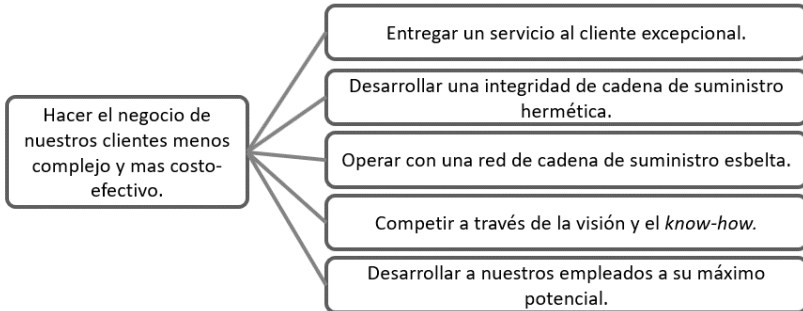 Hacer el negocio de
nuestros clientes menos
complejo y mas costo-
efectivo.
Entregar un servicio al cliente excepcional.
Desarrollar una integridad de cadena de suministro
hermética.
Operar con una red de cadena de suministro esbelta.
Competir a través de la visión y el know-how.
Desarrollar a nuestros empleados a su máximo
potencial.